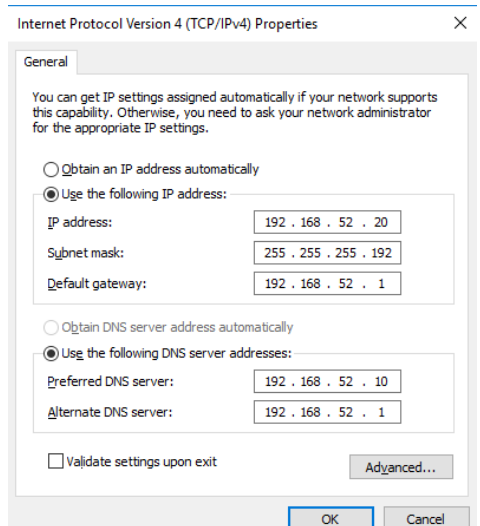 Internet Protocol Version 4 (TCP/IPv4) Properties
General
You can get IP settings assigned automatically if your network supports
this capability. Otherwise, you need to ask your network administrator
for the appropriate IP settings.
Obtain an IP address automatically
Use the following IP address:
IP address: 192 . 168 . 52 . 20
Subnet mask: 255 . 255 . 255 . 192
Default gateway: 192 . 168 . 52 . 1
Obtain DNS server address automatically
Use the following DNS server addresses:
Preferred DNS server: 192 . 168 . 52 . 10
Alternate DNS server: 192 . 168 . 52 . 1
Validate settings upon exit
Advanced...
OK Cancel